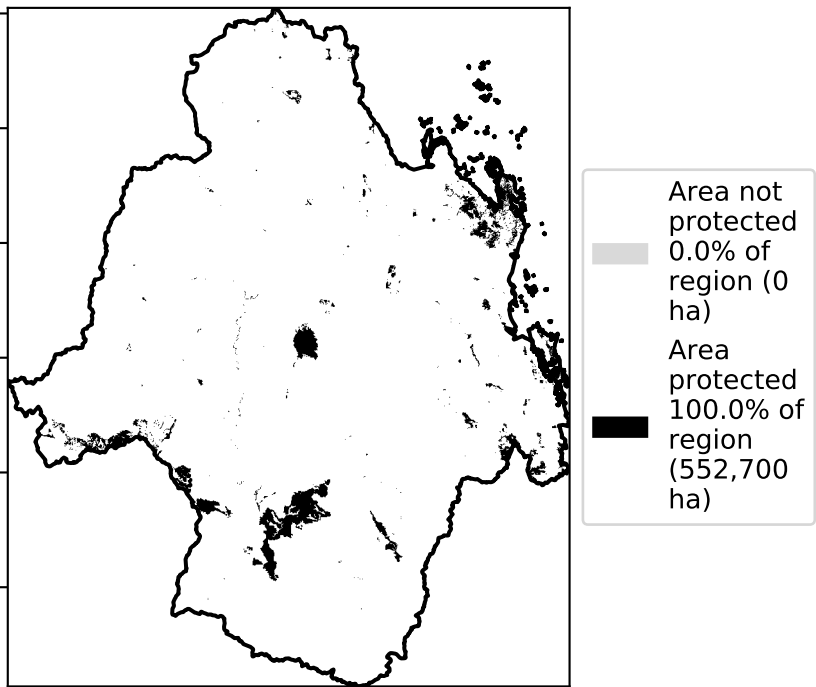 Area not
protected
0.0% of
region (0
ha)
Area
protected
100.0% of
region
(552,700
ha)